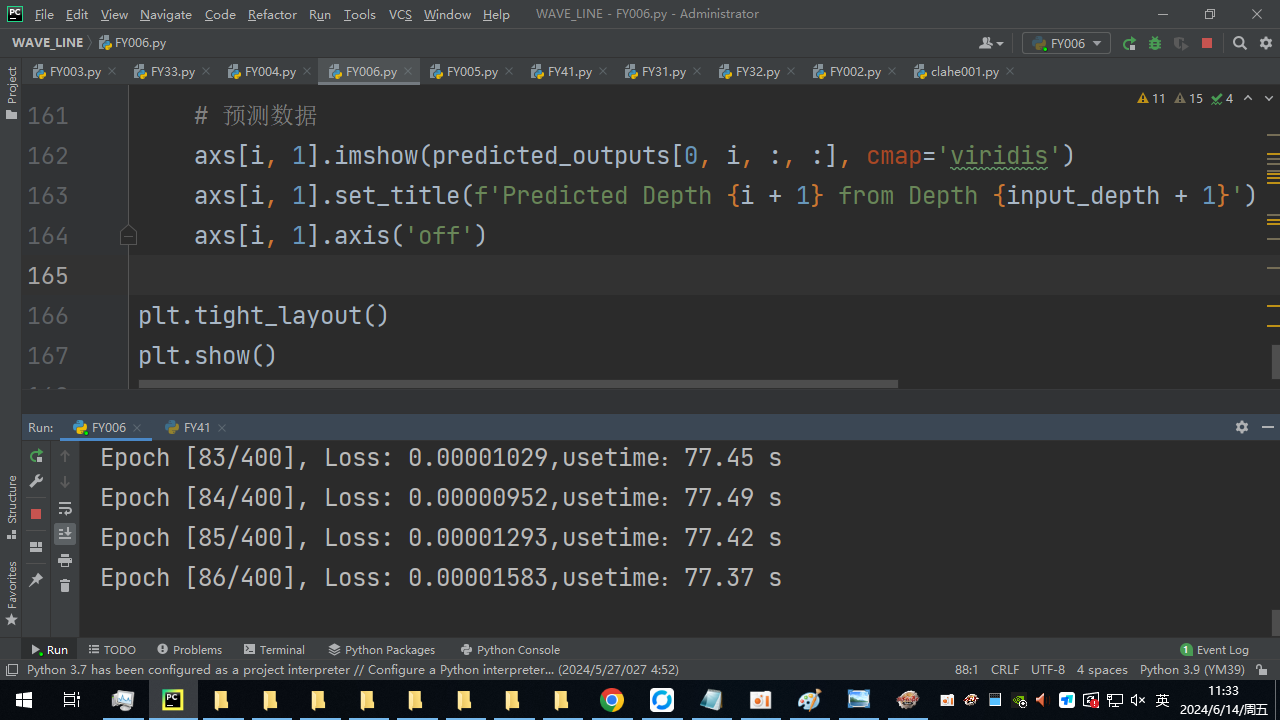 File Edit View Navigate Code Refactor Run Tools VCS Window Help WAVE_LINE - FY006.py - Administrator
WAVE_LINE FY006.py FY006
FY003.py FY33.py FY004.py FY006.py FY005.py FY41.py FY31.py FY32.py FY002.py clahe001.py
Project
11 15 4
161 # 预测数据
162 axs[i, 1].imshow(predicted_outputs[0, i, :, :], cmap='viridis')
163 axs[i, 1].set_title(f'Predicted Depth {i + 1} from Depth {input_depth + 1}')
164 axs[i, 1].axis('off')
165
166 plt.tight_layout()
167 plt.show()
Run: FY006 FY41
Epoch [83/400], Loss: 0.00001029,usetime：77.45 s
Epoch [84/400], Loss: 0.00000952,usetime：77.49 s
Epoch [85/400], Loss: 0.00001293,usetime：77.42 s
Epoch [86/400], Loss: 0.00001583,usetime：77.37 s
Structure
Favorites
Run TODO Problems Terminal Python Packages Python Console 1 Event Log
Python 3.7 has been configured as a project interpreter // Configure a Python interpreter... (2024/5/27/027 4:52) 88:1 CRLF UTF-8 4 spaces Python 3.9 (YM39)
英 11:33
2024/6/14/周五